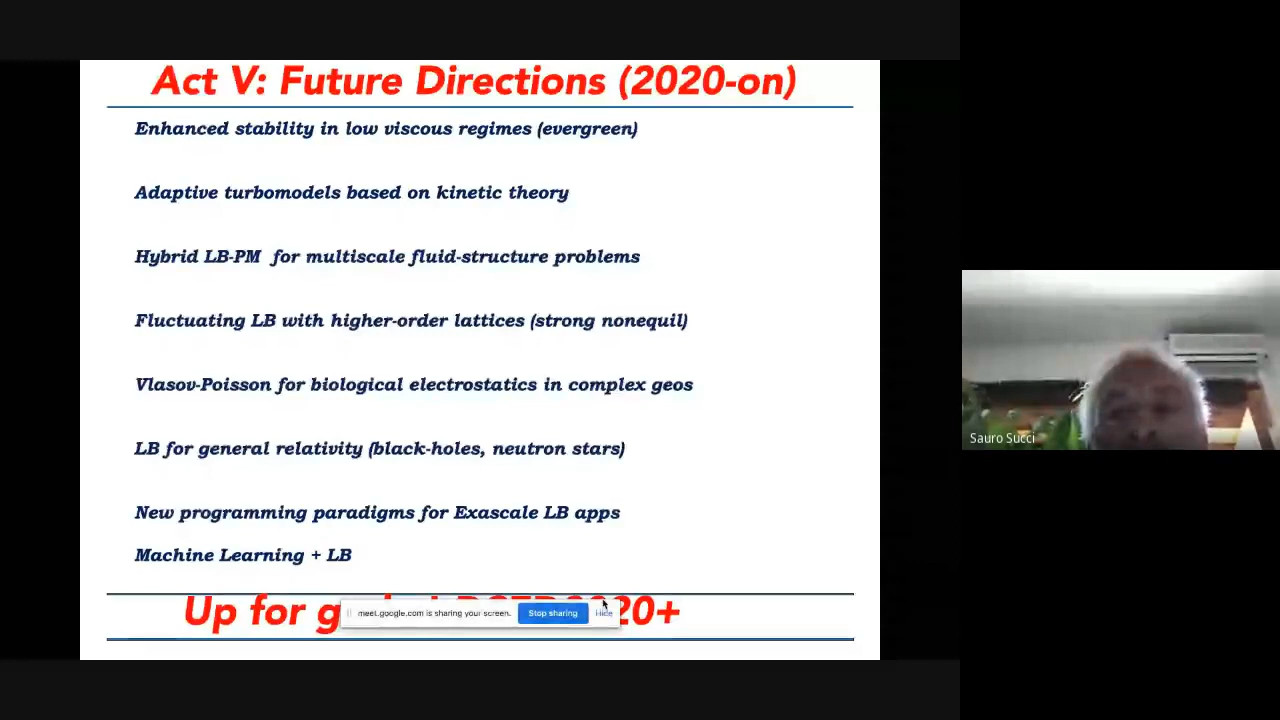 Act V: Future Directions (2020-on)
Enhanced stability in low viscous regimes (evergreen)
Adaptive turbomodels based on kinetic theory
Hybrid LB-PM for multiscale fluid-structure problems
Fluctuating LB with higher-order lattices (strong nonequil)
Vlasov-Poisson for biological electrostatics in complex geos
LB for general relativity (black-holes, neutron stars)
New programming paradigms for Exascale LB apps
Machine Learning + LB
Up for
meet.google.com is sharing your screen. Stop sharing Hide
Sauro Succi